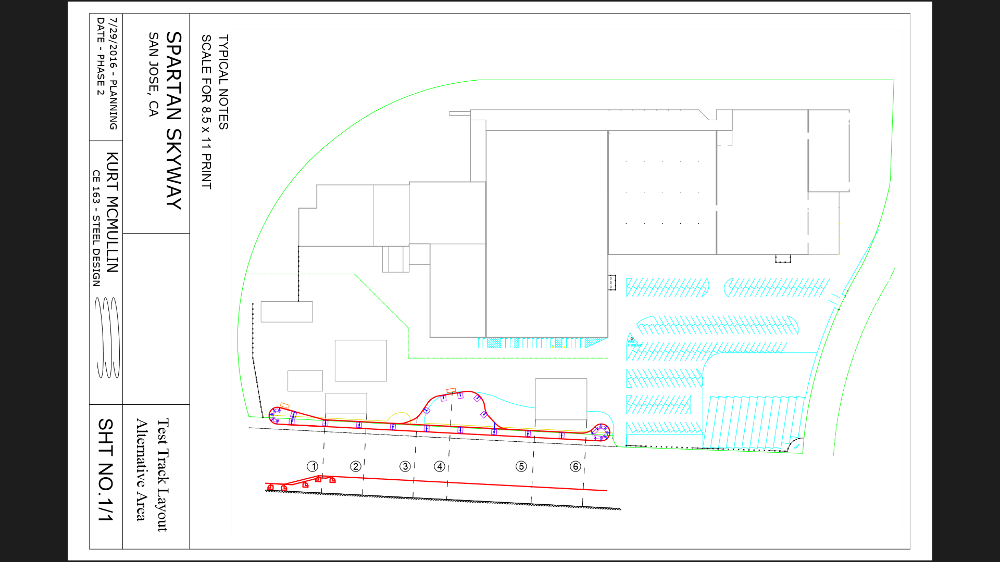 TYPICAL NOTES
SCALE FOR 8.5 x 11 PRINT
SPARTAN SKYWAY
SAN JOSE, CA
7/29/2016 - PLANNING
DATE - PHASE 2
KURT MCMULLIN
CE 163 - STEEL DESIGN
Test Track Layout
Alternative Area
SHT NO.1/1
FIRE
HYDRANT
1 2 3 4 5 6